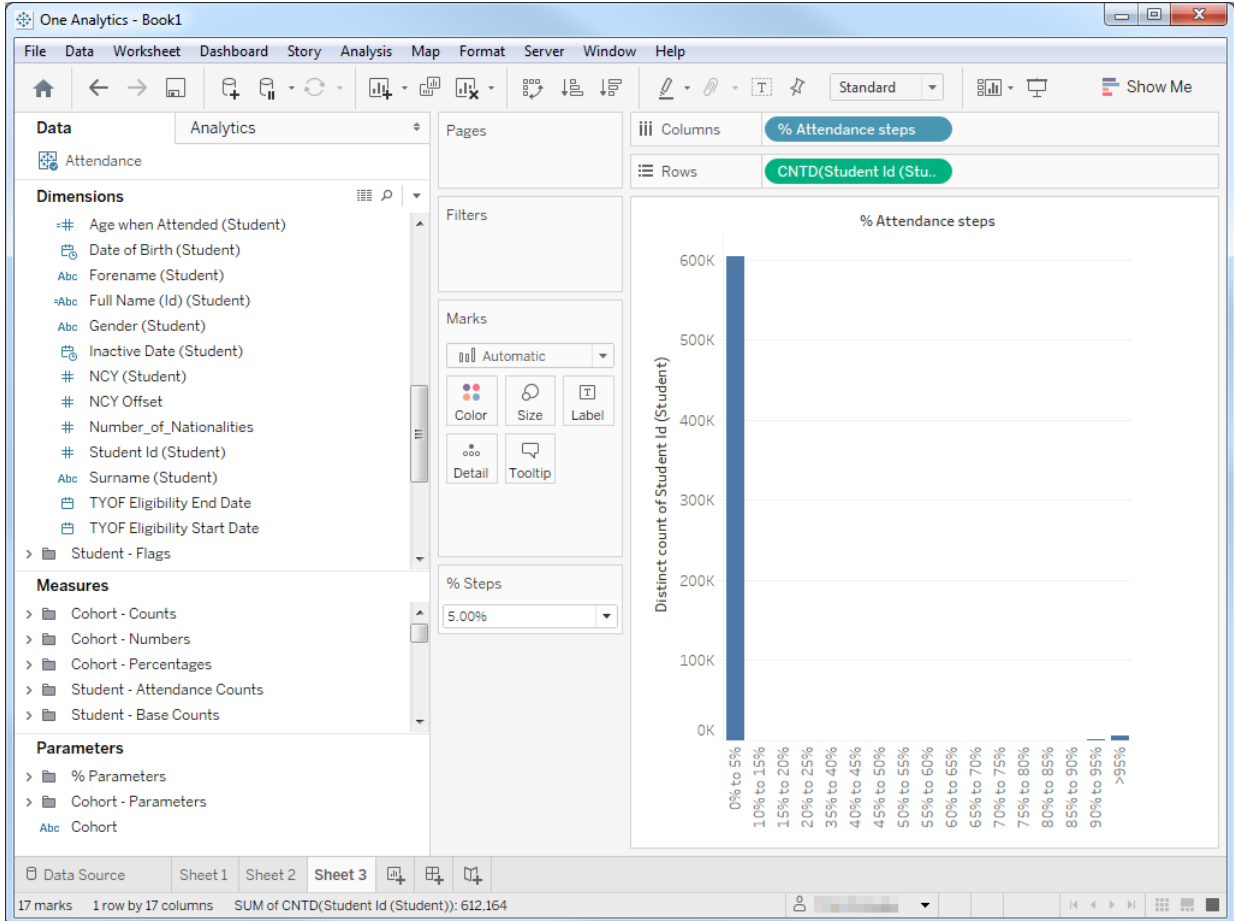 One Analytics - Book1
File Data Worksheet Dashboard Story Analysis Map Format Server Window Help
Standard
Show Me
Data
Analytics
Attendance
Dimensions
=# Age when Attended (Student)
Date of Birth (Student)
Abc Forename (Student)
=Abc Full Name (Id) (Student)
Abc Gender (Student)
Inactive Date (Student)
# NCY (Student)
# NCY Offset
# Number_of_Nationalities
# Student Id (Student)
Abc Surname (Student)
TYOF Eligibility End Date
TYOF Eligibility Start Date
Student - Flags
Measures
Cohort - Counts
Cohort - Numbers
Cohort - Percentages
Student - Attendance Counts
Student - Base Counts
Parameters
% Parameters
Cohort - Parameters
Abc Cohort
Pages
Filters
Marks
Automatic
Color
Size
T
Label
Detail
Tooltip
% Steps
5.00%
Columns
% Attendance steps
Rows
CNTD(Student Id (Stu..
% Attendance steps
Distinct count of Student Id (Student)
600K
500K
400K
300K
200K
100K
0K
0% to 5%
10% to 15%
15% to 20%
20% to 25%
35% to 40%
40% to 45%
45% to 50%
50% to 55%
55% to 60%
60% to 65%
65% to 70%
70% to 75%
75% to 80%
80% to 85%
85% to 90%
90% to 95%
>95%
Data Source
Sheet 1
Sheet 2
Sheet 3
17 marks 1 row by 17 columns SUM of CNTD(Student Id (Student)): 612,164